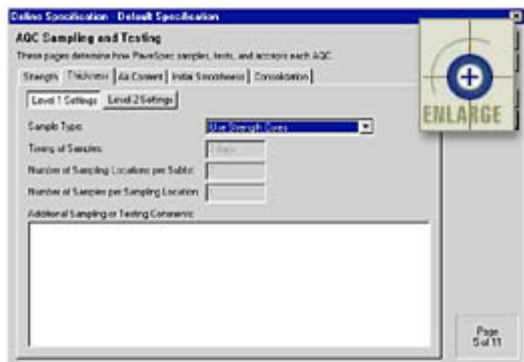 Define Specification - Default Specification
AQC Sampling and Testing
These pages determine how PaveSpec samples, tests, and accepts each AQC.
Strength Thickness Air Content Initial Smoothness Consolidation
Level 1 Settings Level 2 Settings
Sample Type: Use Strength Cores
Timing of Samples:
Number of Sampling Locations per Sublot:
Number of Samples per Sampling Location:
Additional Sampling or Testing Comments:
ENLARGE
Page
5 of 11